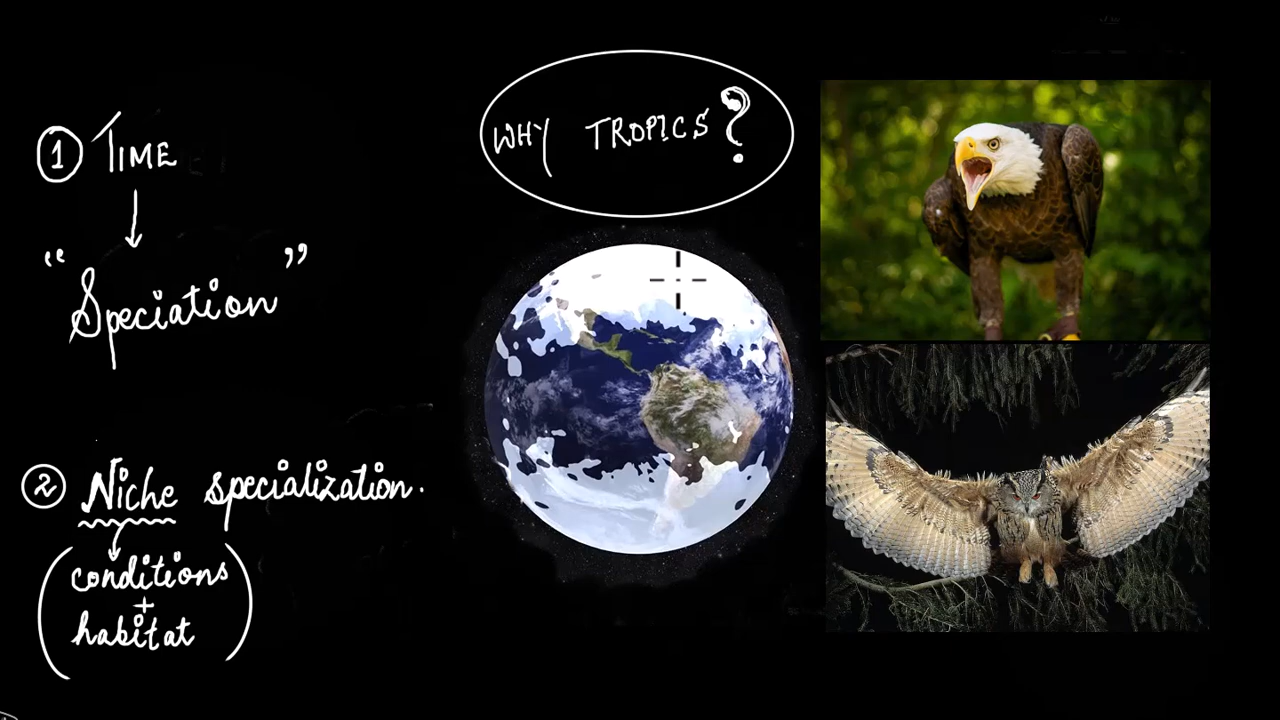 WHY TROPICS?
① TIME
"Speciation"
② Niche specialization.
(conditions
+
habitat)